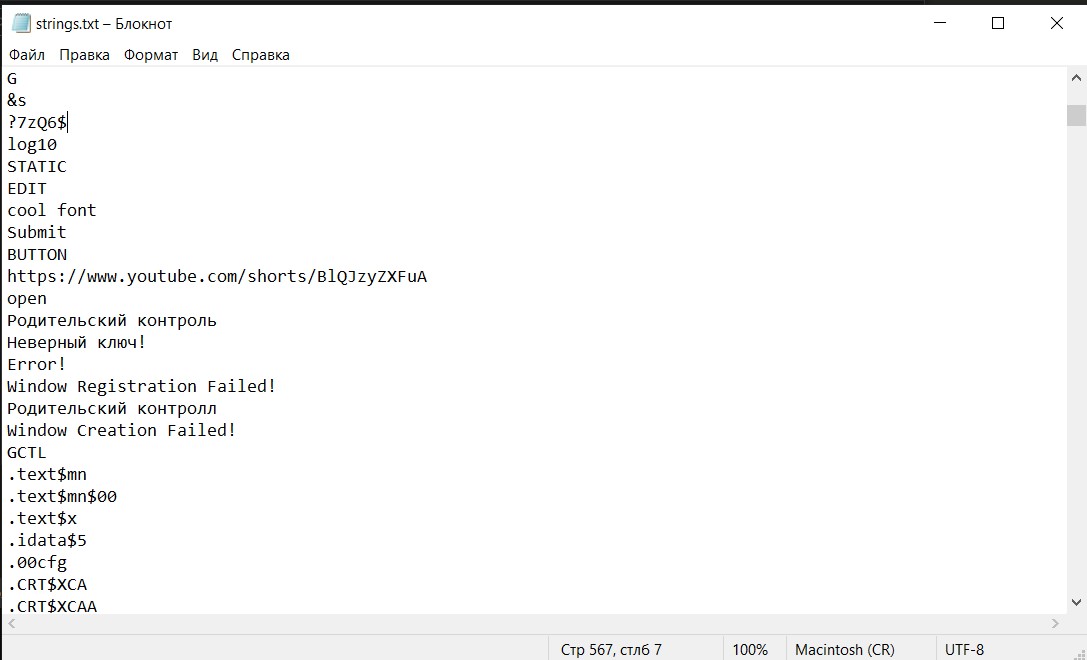 strings.txt – Блокнот
Файл Правка Формат Вид Справка
G
&s
?7zQ6$
log10
STATIC
EDIT
cool font
Submit
BUTTON
https://www.youtube.com/shorts/BlQJzyZXFuA
open
Родительский контроль
Неверный ключ!
Error!
Window Registration Failed!
Родительский контролл
Window Creation Failed!
GCTL
.text$mn
.text$mn$00
.text$x
.idata$5
.00cfg
.CRT$XCA
.CRT$XCAA
Стр 567, стлб 7 100% Macintosh (CR) UTF-8